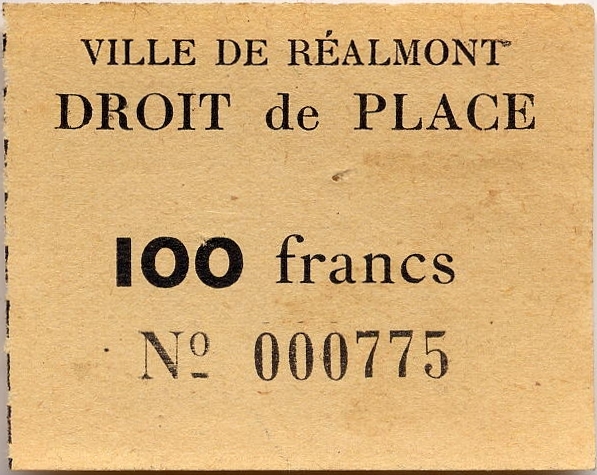 VILLE DE RÉALMONT
DROIT de PLACE
100 francs
Nº 000775